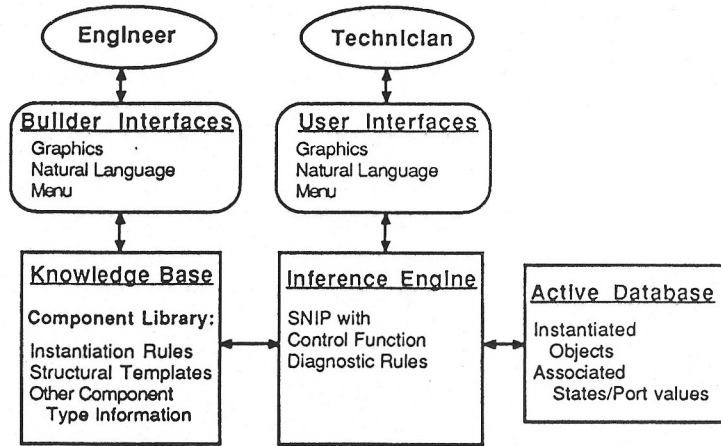 Engineer
Technician
Builder Interfaces
Graphics
Natural Language
Menu
User Interfaces
Graphics
Natural Language
Menu
Knowledge Base
Component Library:
Instantiation Rules
Structural Templates
Other Component
Type Information
Inference Engine
SNIP with
Control Function
Diagnostic Rules
Active Database
Instantiated
Objects
Associated
States/Port values